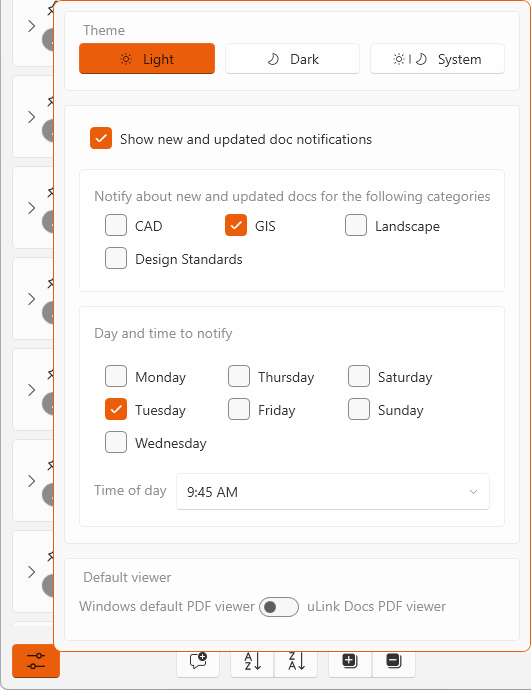 Theme
Light Dark System
Show new and updated doc notifications
Notify about new and updated docs for the following categories
CAD GIS Landscape
Design Standards
Day and time to notify
Monday Thursday Saturday
Tuesday Friday Sunday
Wednesday
Time of day 9:45 AM
Default viewer
Windows default PDF viewer uLink Docs PDF viewer
A Z Z A